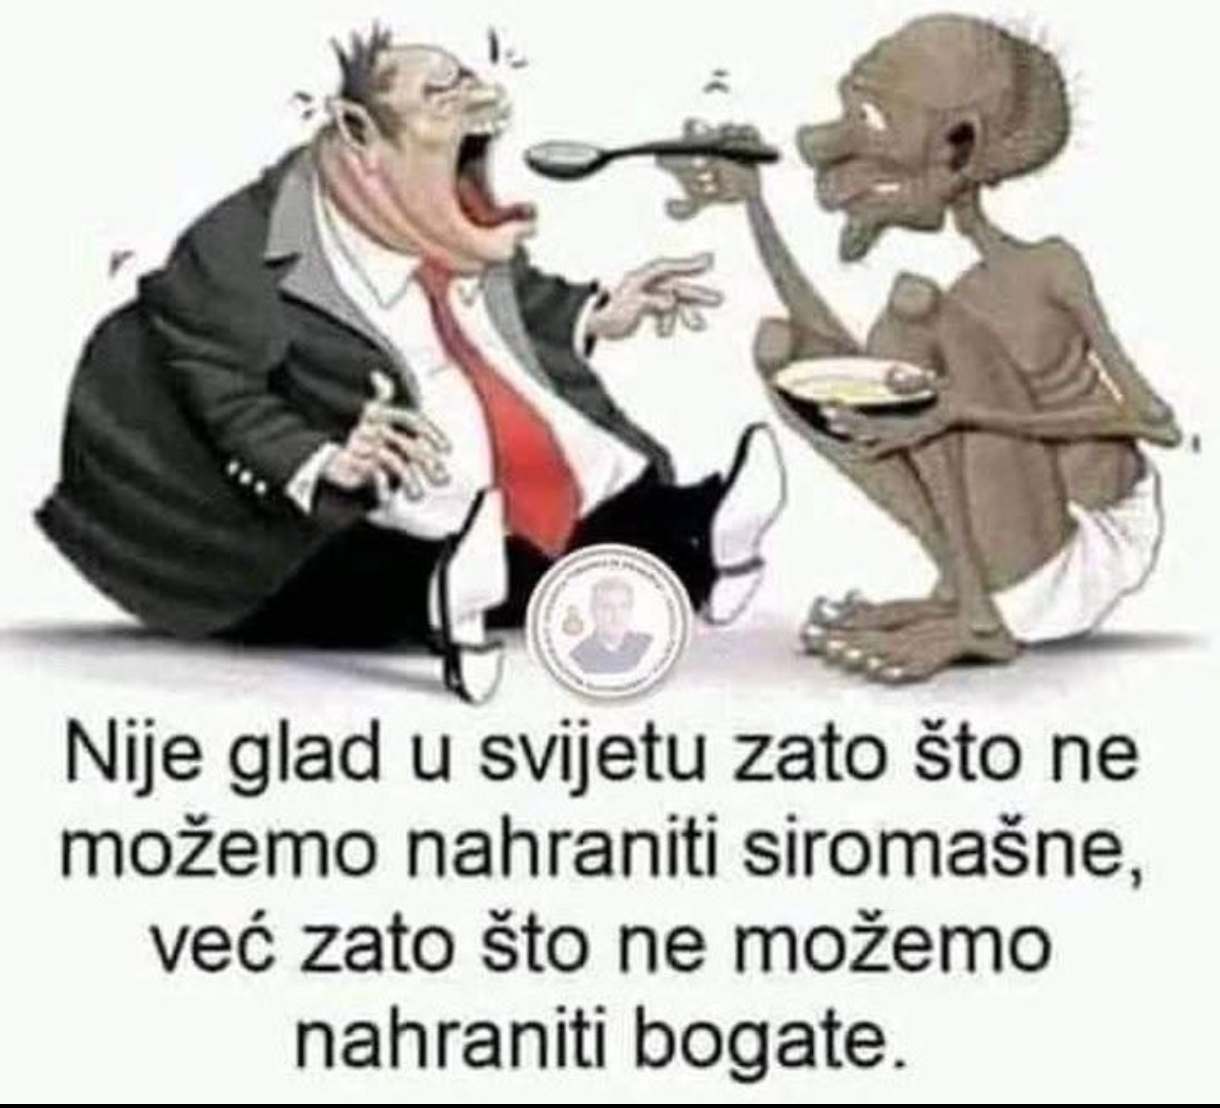 Nije glad u svijetu zato što ne
možemo nahraniti siromašne,
već zato što ne možemo
nahraniti bogate.